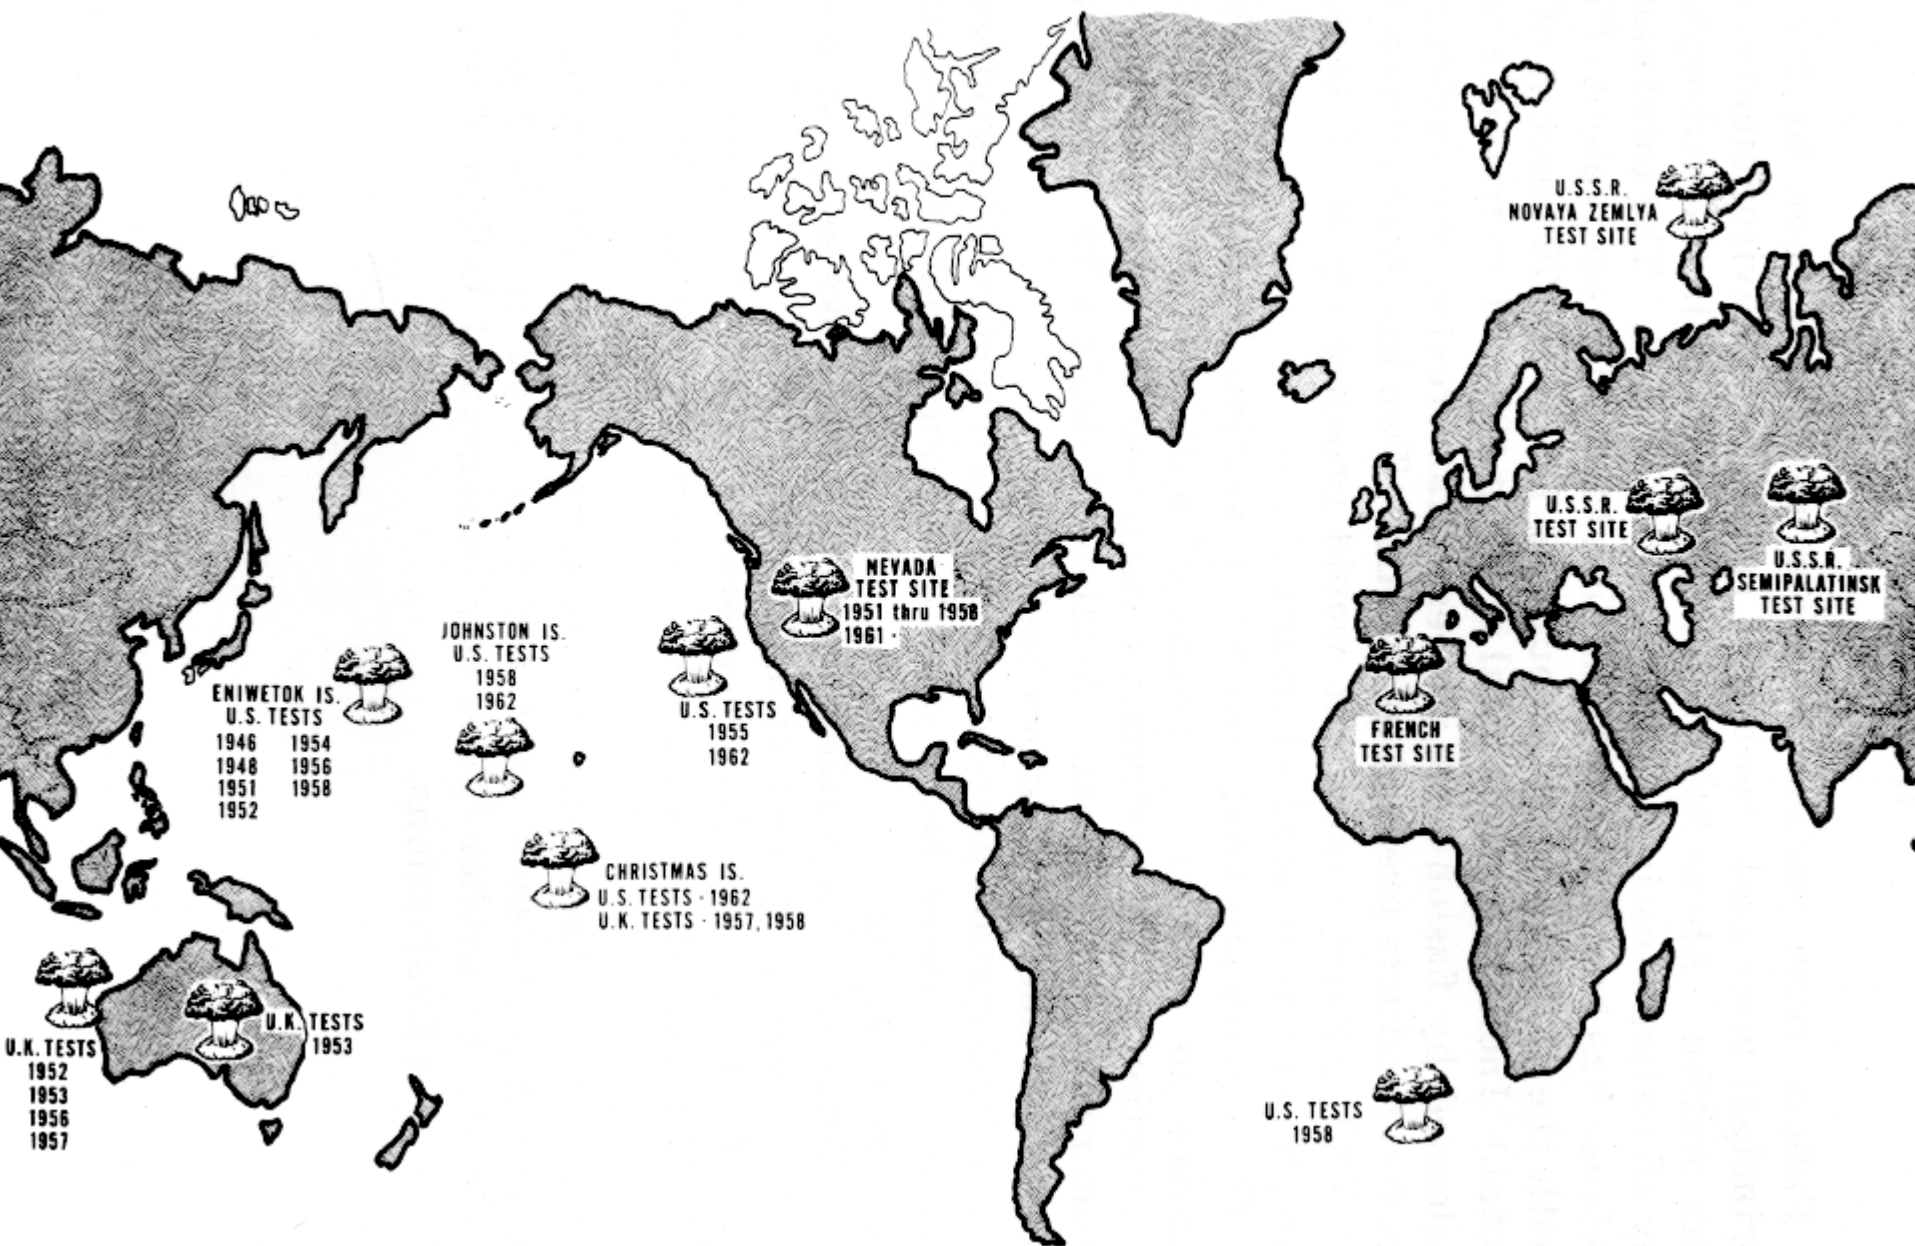 U.S.S.R.
NOVAYA ZEMLYA
TEST SITE
U.S.S.R.
TEST SITE
U.S.S.R.
SEMIPALATINSK
TEST SITE
NEVADA
TEST SITE
1951 thru 1958
1961 -
JOHNSTON IS.
U.S. TESTS
1958
1962
ENIWETOK IS.
U.S. TESTS
1946 1954
1948 1956
1951 1958
1952
U.S. TESTS
1955
1962
FRENCH
TEST SITE
CHRISTMAS IS.
U.S. TESTS - 1962
U.K. TESTS - 1957, 1958
U.K. TESTS
1953
U.K. TESTS
1952
1953
1956
1957
U.S. TESTS
1958